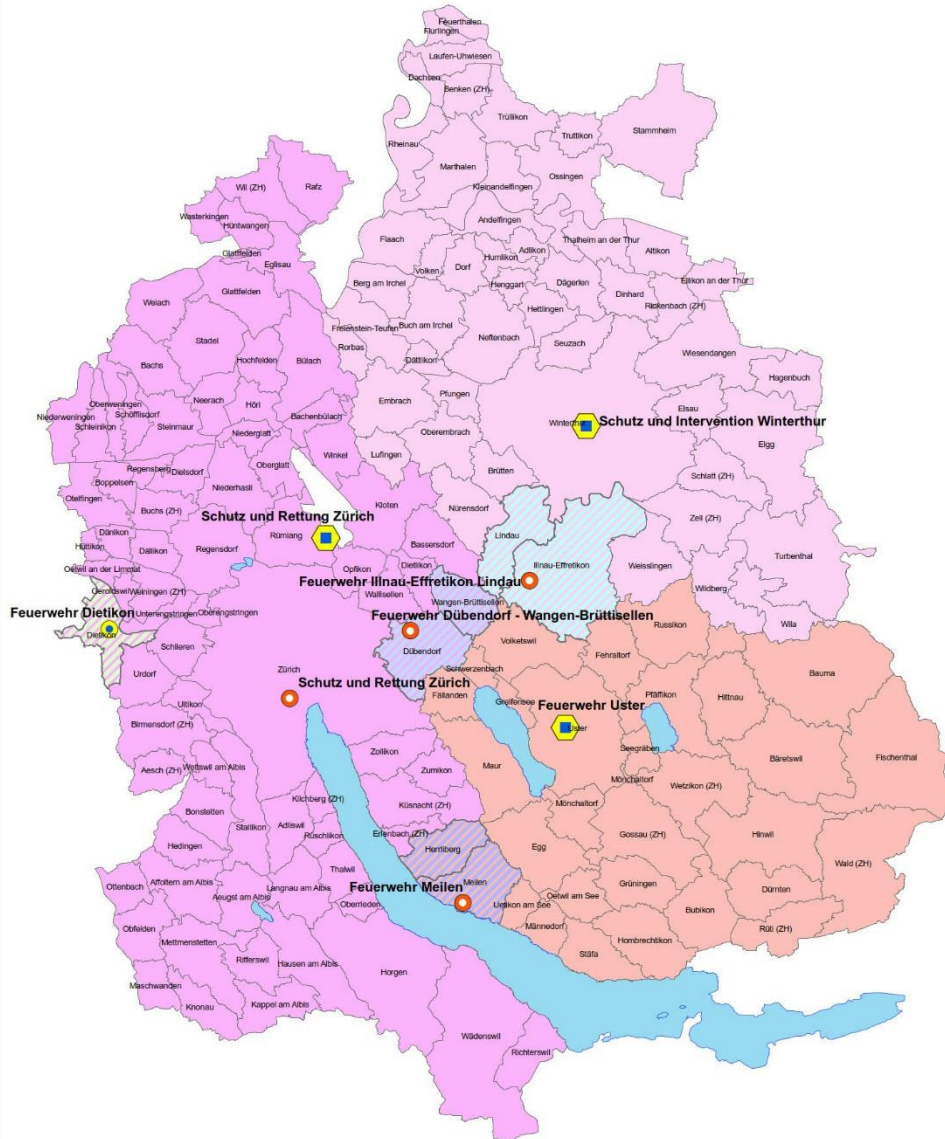 Feuerthalen
Flurlingen
Laufen-Uhwiesen
Dachsen
Benken (ZH)
Trüllikon
Truttikon
Stammheim
Rheinau
Marthalen
Ossingen
Kleinandelfingen
Wil (ZH)
Rafz
Wasterkingen
Hüntwangen
Andelfingen
Flaach
Adlikon
Thalheim an der Thur
Altikon
Humlikon
Glattfelden
Eglisau
Volken
Dorf
Berg am Irchel
Henggart
Dägerlen
Ellikon an der Thur
Glattfelden
Dinhard
Rickenbach (ZH)
Weiach
Hettlingen
Freienstein-Teufen
Buch am Irchel
Neftenbach
Seuzach
Stadel
Rorbas
Dättlikon
Wiesendangen
Hochfelden
Bülach
Bachs
Hagenbuch
Pfungen
Embrach
Neerach
Höri
Oberweningen
Niederweningen
Schöfflisdorf
Schleinikon
Steinmaur
Bachenbülach
Elsau
Winterthur
Schutz und Intervention Winterthur
Niederglatt
Oberembrach
Elgg
Winkel
Lufingen
Oberglatt
Regensberg
Dielsdorf
Brütten
Schlatt (ZH)
Boppelsen
Niederhasli
Otelfingen
Kloten
Buchs (ZH)
Nürensdorf
Schutz und Rettung Zürich
Zell (ZH)
Lindau
Dänikon
Rümlang
Turbenthal
Hüttikon
Dällikon
Regensdorf
Bassersdorf
Oetwil an der Limmat
Opfikon
Dietlikon
Illnau-Effretikon
Weisslingen
Feuerwehr Illnau-Effretikon Lindau
Geroldswil
Weiningen (ZH)
Wallisellen
Wildberg
Wangen-Brüttisellen
Feuerwehr Dietikon
Unterengstringen
Oberengstringen
Feuerwehr Dübendorf - Wangen-Brüttisellen
Russikon
Wila
Dietikon
Volketswil
Schlieren
Dübendorf
Fehraltorf
Zürich
Schwerzenbach
Bauma
Urdorf
Schutz und Rettung Zürich
Fällanden
Pfäffikon
Hittnau
Greifensee
Feuerwehr Uster
Uitikon
Uster
Birmensdorf (ZH)
Seegräben
Zollikon
Maur
Bäretswil
Fischenthal
Wettswil am Albis
Aesch (ZH)
Zumikon
Mönchaltorf
Wetzikon (ZH)
Kilchberg (ZH)
Küsnacht (ZH)
Mönchaltorf
Bonstetten
Stallikon
Adliswil
Rüschlikon
Erlenbach (ZH)
Gossau (ZH)
Hinwil
Hedingen
Herrliberg
Egg
Wald (ZH)
Thalwil
Grüningen
Ottenbach
Affoltern am Albis
Langnau am Albis
Meilen
Feuerwehr Meilen
Oetwil am See
Dürnten
Aeugst am Albis
Oberrieden
Uetikon am See
Bubikon
Obfelden
Männedorf
Rüti (ZH)
Mettmenstetten
Hombrechtikon
Rifferswil
Hausen am Albis
Horgen
Stäfa
Maschwanden
Knonau
Kappel am Albis
Wädenswil
Richterswil